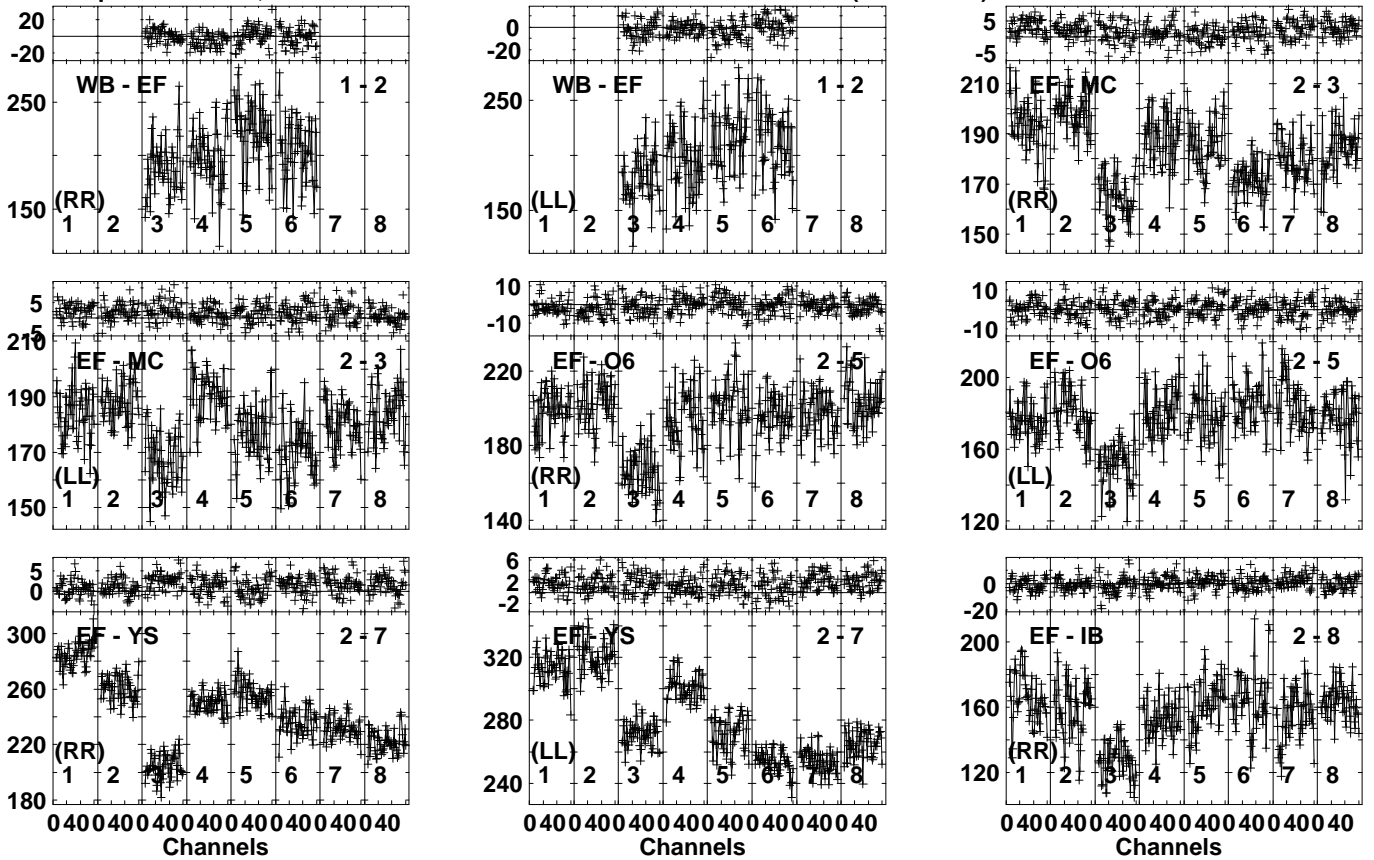 20
-20
WB - EF 1 - 2
250
150
(RR)
1 2 3 4 5 6 7 8
0
-20
WB - EF 1 - 2
250
150
(LL)
1 2 3 4 5 6 7 8
5
-5
EF - MC 2 - 3
210
190
170
150
(RR)
1 2 3 4 5 6 7 8
Channels
5
5
210
EF - MC 2 - 3
190
170
150
(LL)
1 2 3 4 5 6 7 8
10
-10
EF - O6 2 - 5
220
180
140
(RR)
1 2 3 4 5 6 7 8
10
-10
EF - O6 2 - 5
200
160
120
(LL)
1 2 3 4 5 6 7 8
5
0
EF - YS 2 - 7
300
260
220
180
(RR)
1 2 3 4 5 6 7 8
0 40 0 40 0 40 0 40 0 40 0 40 0 40 0 40
Channels
6
2
-2
EF - YS 2 - 7
320
280
240
(LL)
1 2 3 4 5 6 7 8
0 40 0 40 0 40 0 40 0 40 0 40 0 40 0 40
Channels
0
-20
EF - IB 2 - 8
200
160
120
(RR)
1 2 3 4 5 6 7 8
0 40 0 40 0 40 0 40 0 40 0 40 0 40 0 40